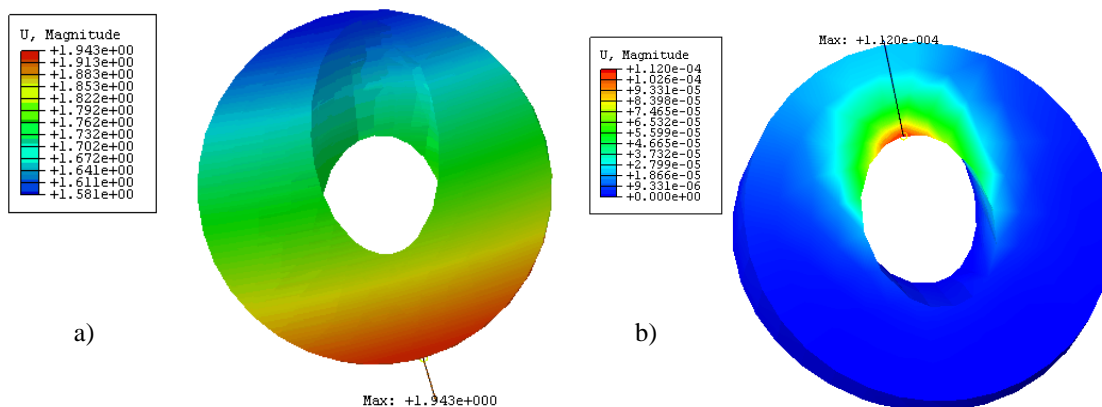 U, Magnitude
+1.943e+00
+1.913e+00
+1.883e+00
+1.853e+00
+1.822e+00
+1.792e+00
+1.762e+00
+1.732e+00
+1.702e+00
+1.672e+00
+1.641e+00
+1.611e+00
+1.581e+00
a)
Max: +1.943e+000
U, Magnitude
+1.120e-04
+1.026e-04
+9.331e-05
+8.398e-05
+7.465e-05
+6.532e-05
+5.599e-05
+4.665e-05
+3.732e-05
+2.799e-05
+1.866e-05
+9.331e-06
+0.000e+00
Max: +1.120e-004
b)